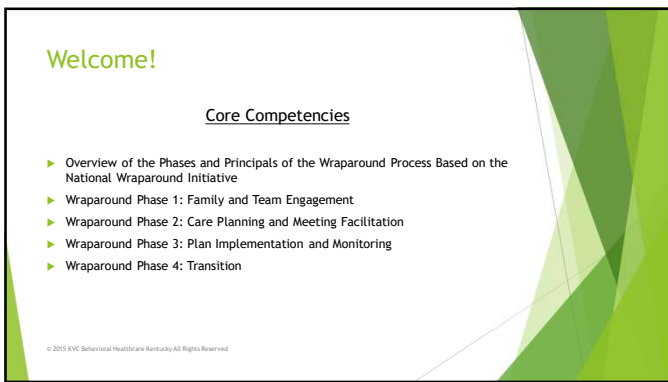 Welcome!
Core Competencies
Overview of the Phases and Principals of the Wraparound Process Based on the
National Wraparound Initiative
Wraparound Phase 1: Family and Team Engagement
Wraparound Phase 2: Care Planning and Meeting Facilitation
Wraparound Phase 3: Plan Implementation and Monitoring
Wraparound Phase 4: Transition
© 2015 KVC Behavioral Healthcare Kentucky All Rights Reserved